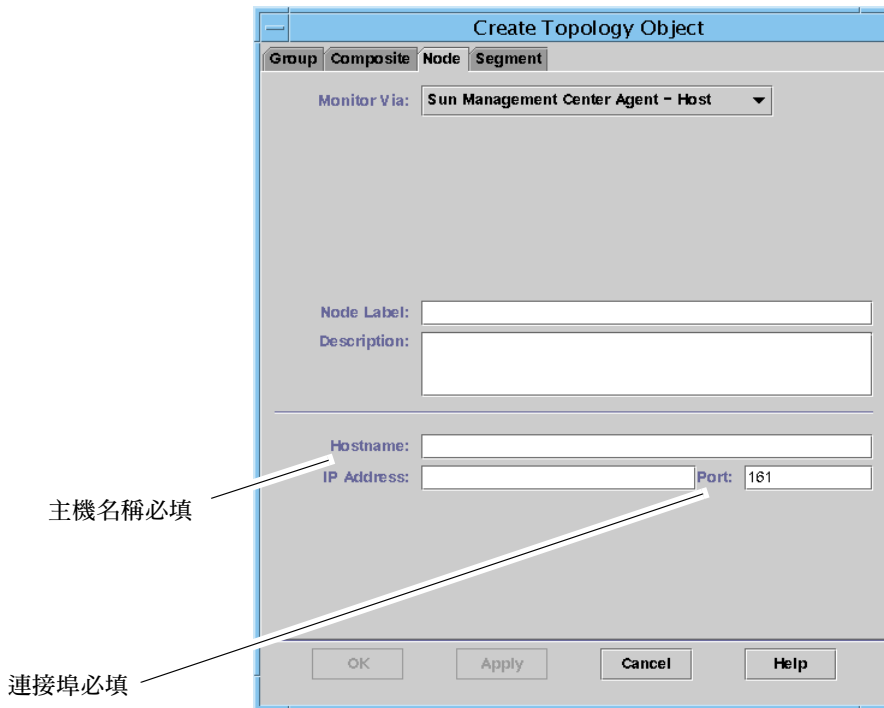 Create Topology Object
Group Composite Node Segment
Monitor Via: Sun Management Center Agent - Host
Node Label:
Description:
Hostname:
IP Address: Port: 161
主機名稱必填
OK Apply Cancel Help
連接埠必填